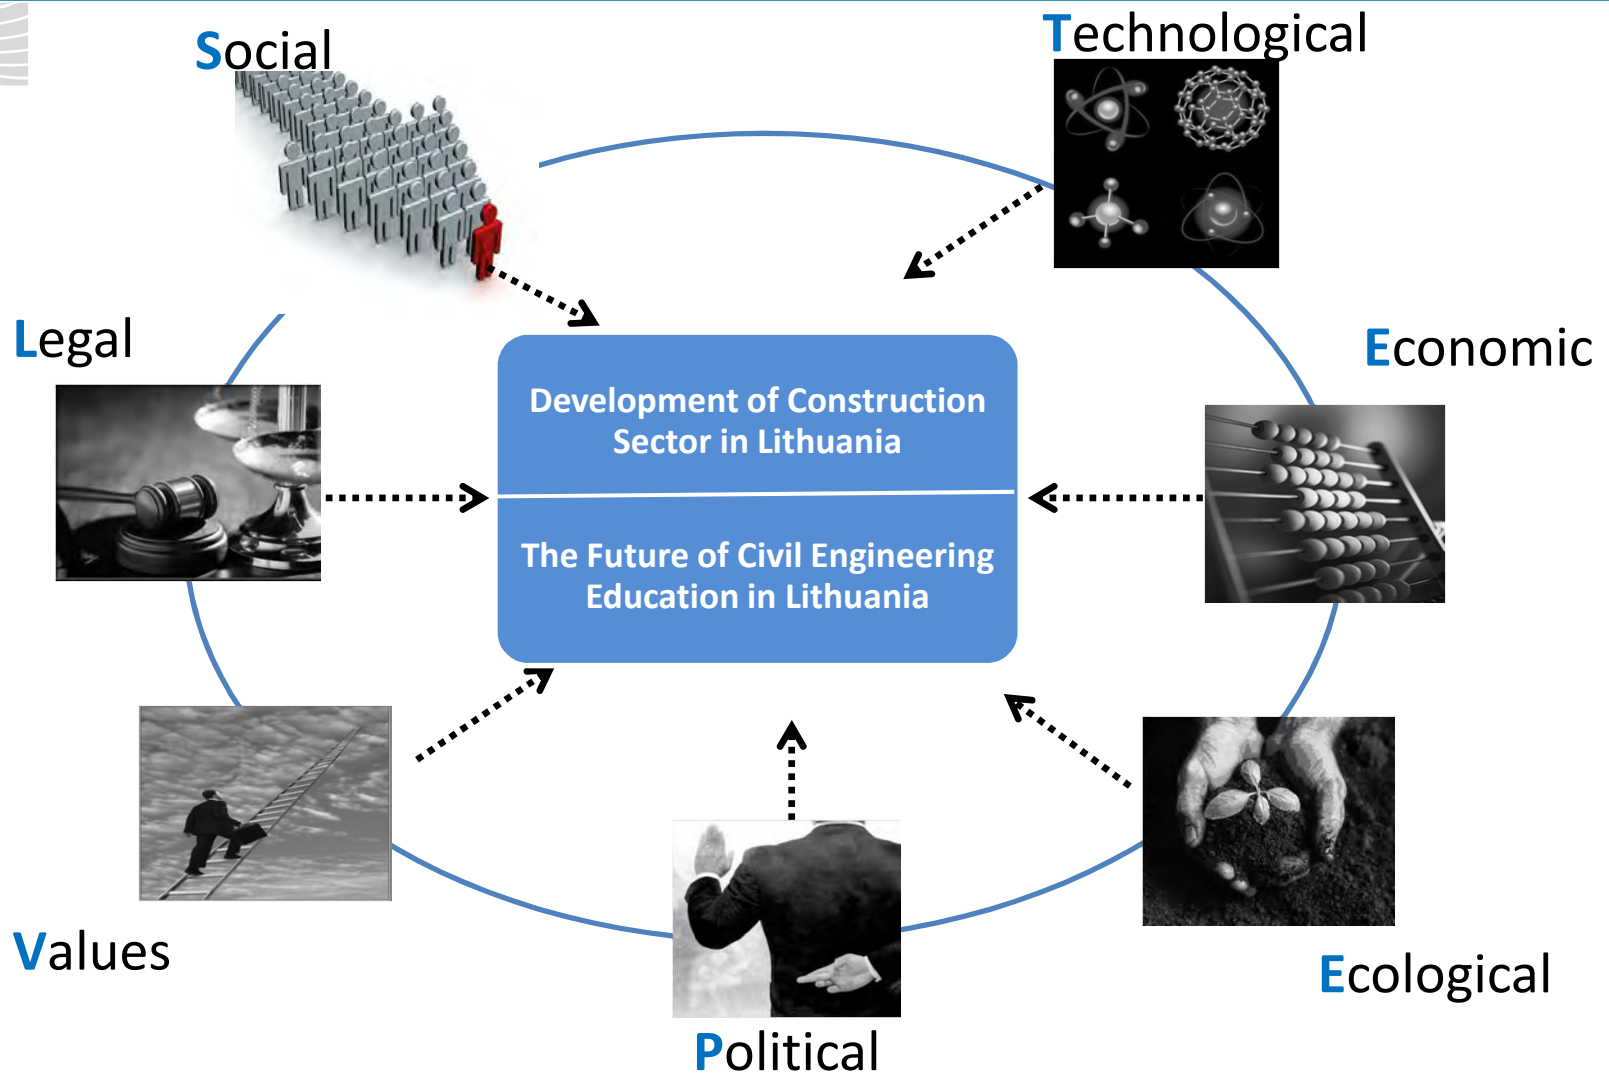 Social
Technological
Legal
Economic
Development of Construction
Sector in Lithuania
The Future of Civil Engineering
Education in Lithuania
Values
Ecological
Political